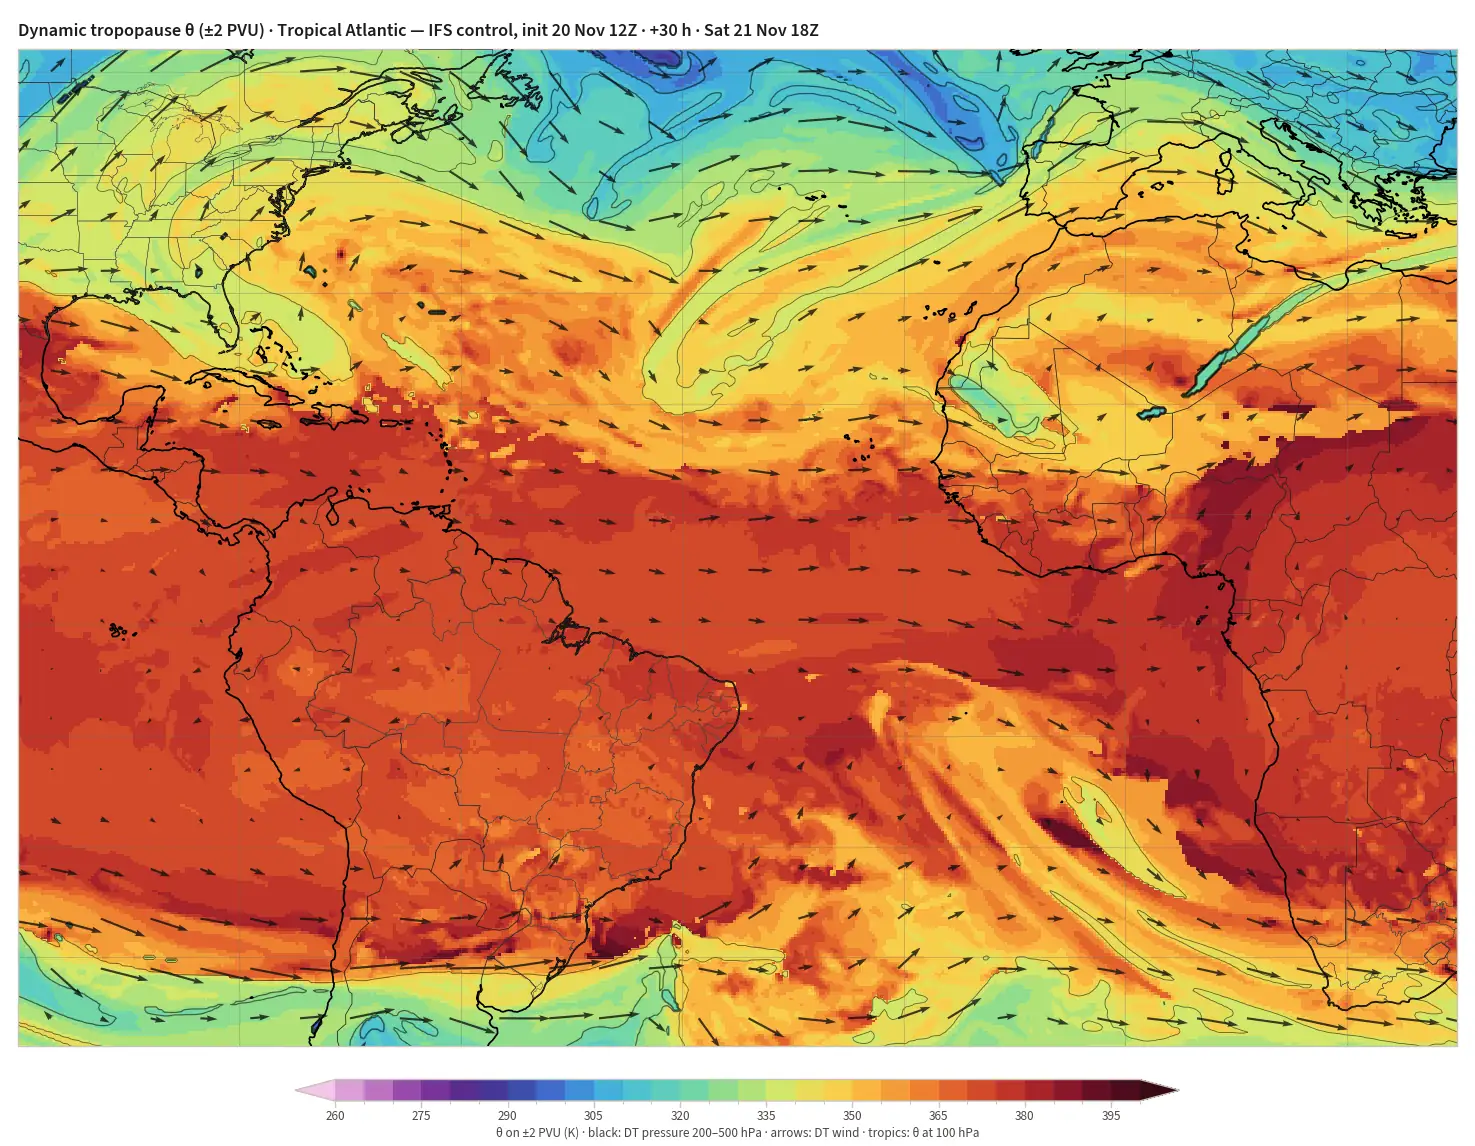 Dynamic tropopause θ (±2 PVU) · Tropical Atlantic — IFS control, init 20 Nov 12Z · +30 h · Sat 21 Nov 18Z
260 275 290 305 320 335 350 365 380 395
θ on ±2 PVU (K) · black: DT pressure 200–500 hPa · arrows: DT wind · tropics: θ at 100 hPa